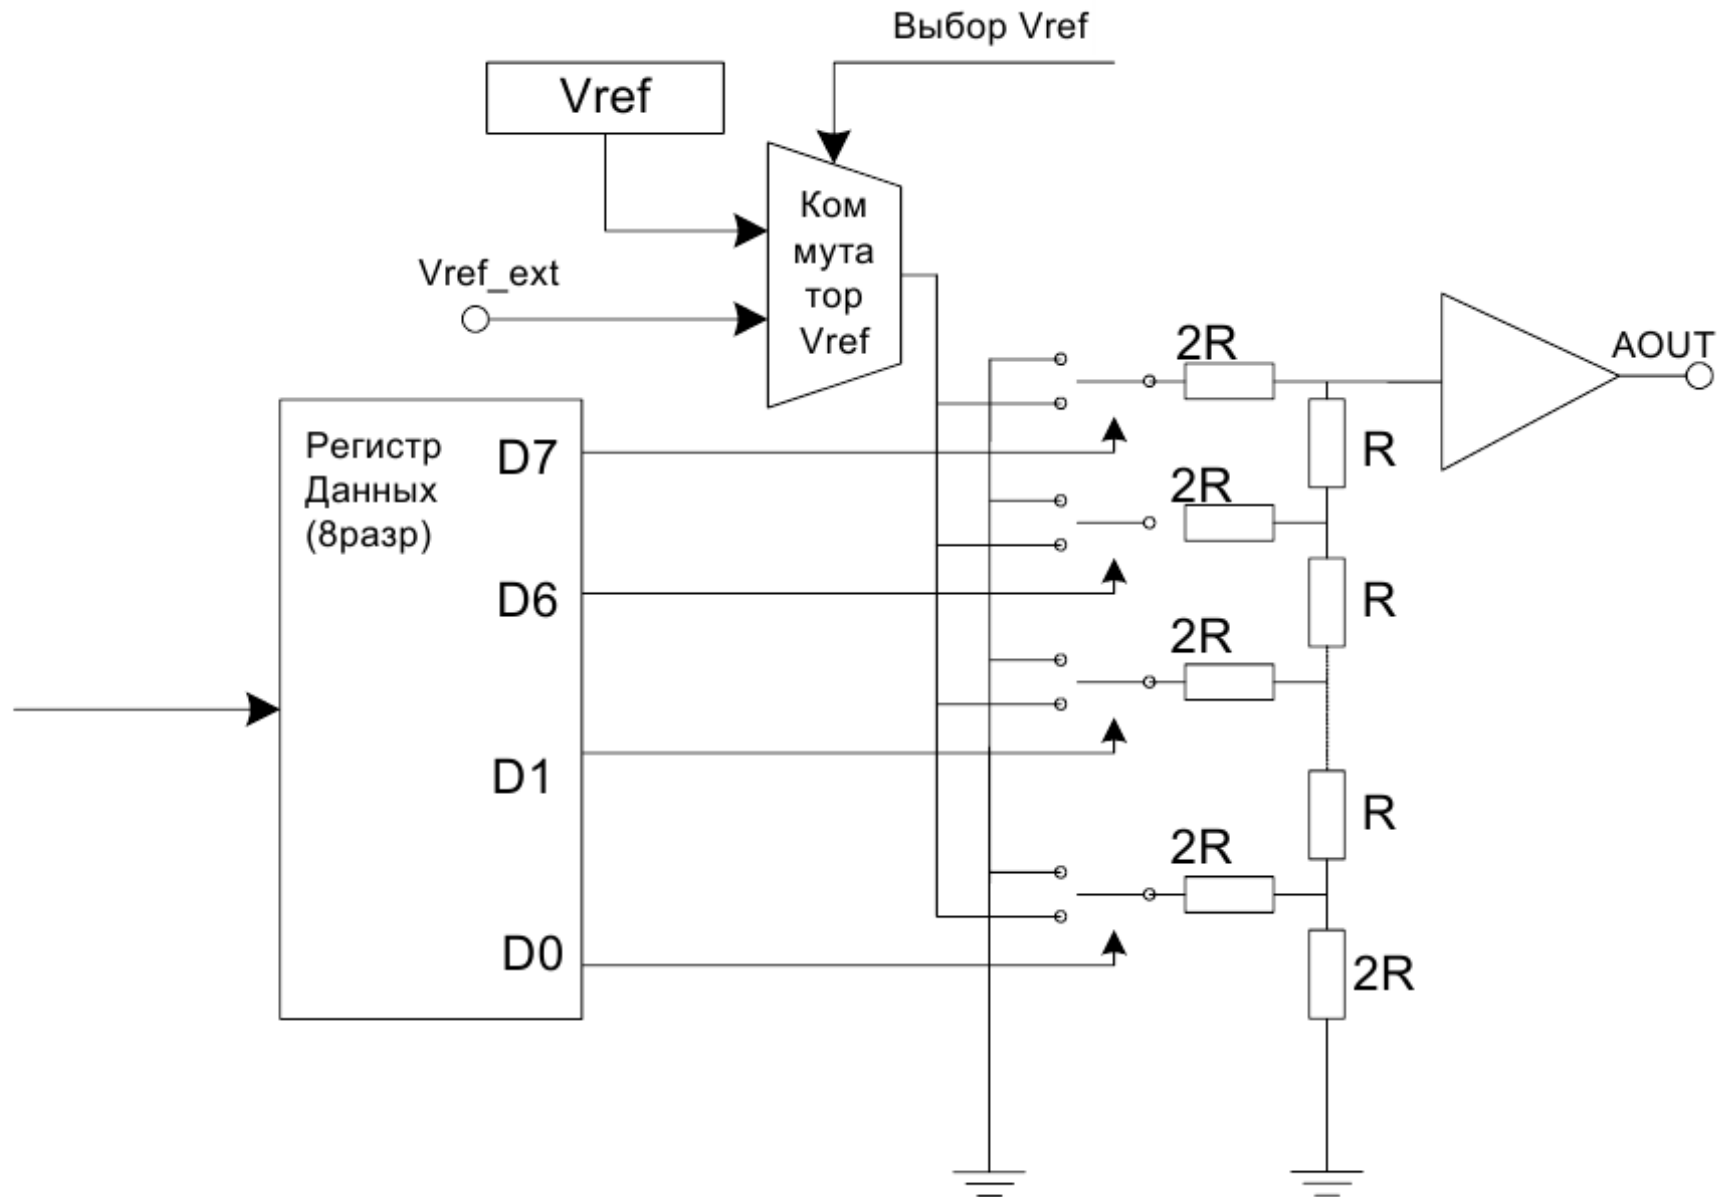 Выбор Vref
Vref
Ком
мута
тор
Vref
Vref_ext
2R
AOUT
Регистр
Данных
(8разр)
D7
R
2R
D6
R
2R
D1
R
2R
D0
2R